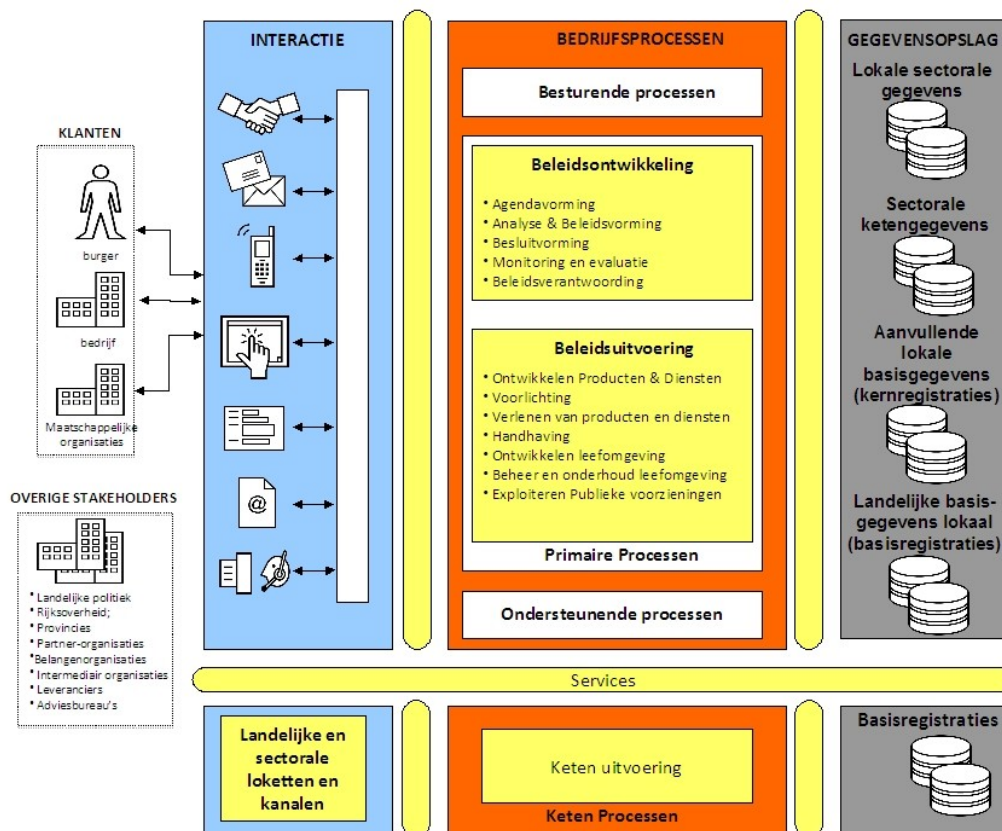 INTERACTIE
BEDRIJFSPROCESSEN
GEGEVENSOPSLAG
KLANTEN
burger
bedrijf
Maatschappelijke
organisaties
OVERIGE STAKEHOLDERS
• Landelijke politiek
• Rijksoverheid;
• Provincies
• Partner-organisaties
• Belangenorganisaties
• Intermediair organisaties
• Leveranciers
• Adviesbureau's
@
Besturende processen
Beleidsontwikkeling
• Agendavorming
• Analyse & Beleidsvorming
• Besluitvorming
• Monitoring en evaluatie
• Beleidsverantwoording
Beleidsuitvoering
• Ontwikkelen Producten & Diensten
• Voorlichting
• Verlenen van producten en diensten
• Handhaving
• Ontwikkelen leefomgeving
• Beheer en onderhoud leefomgeving
• Exploiteren Publieke voorzieningen
Primaire Processen
Ondersteunende processen
Lokale sectorale
gegevens
Sectorale
ketengegevens
Aanvullende
lokale
basisgegevens
(kernregistraties)
Landelijke basis-
gegevens lokaal
(basisregistraties)
Services
Landelijke en
sectorale
loketten en
kanalen
Keten uitvoering
Keten Processen
Basisregistraties